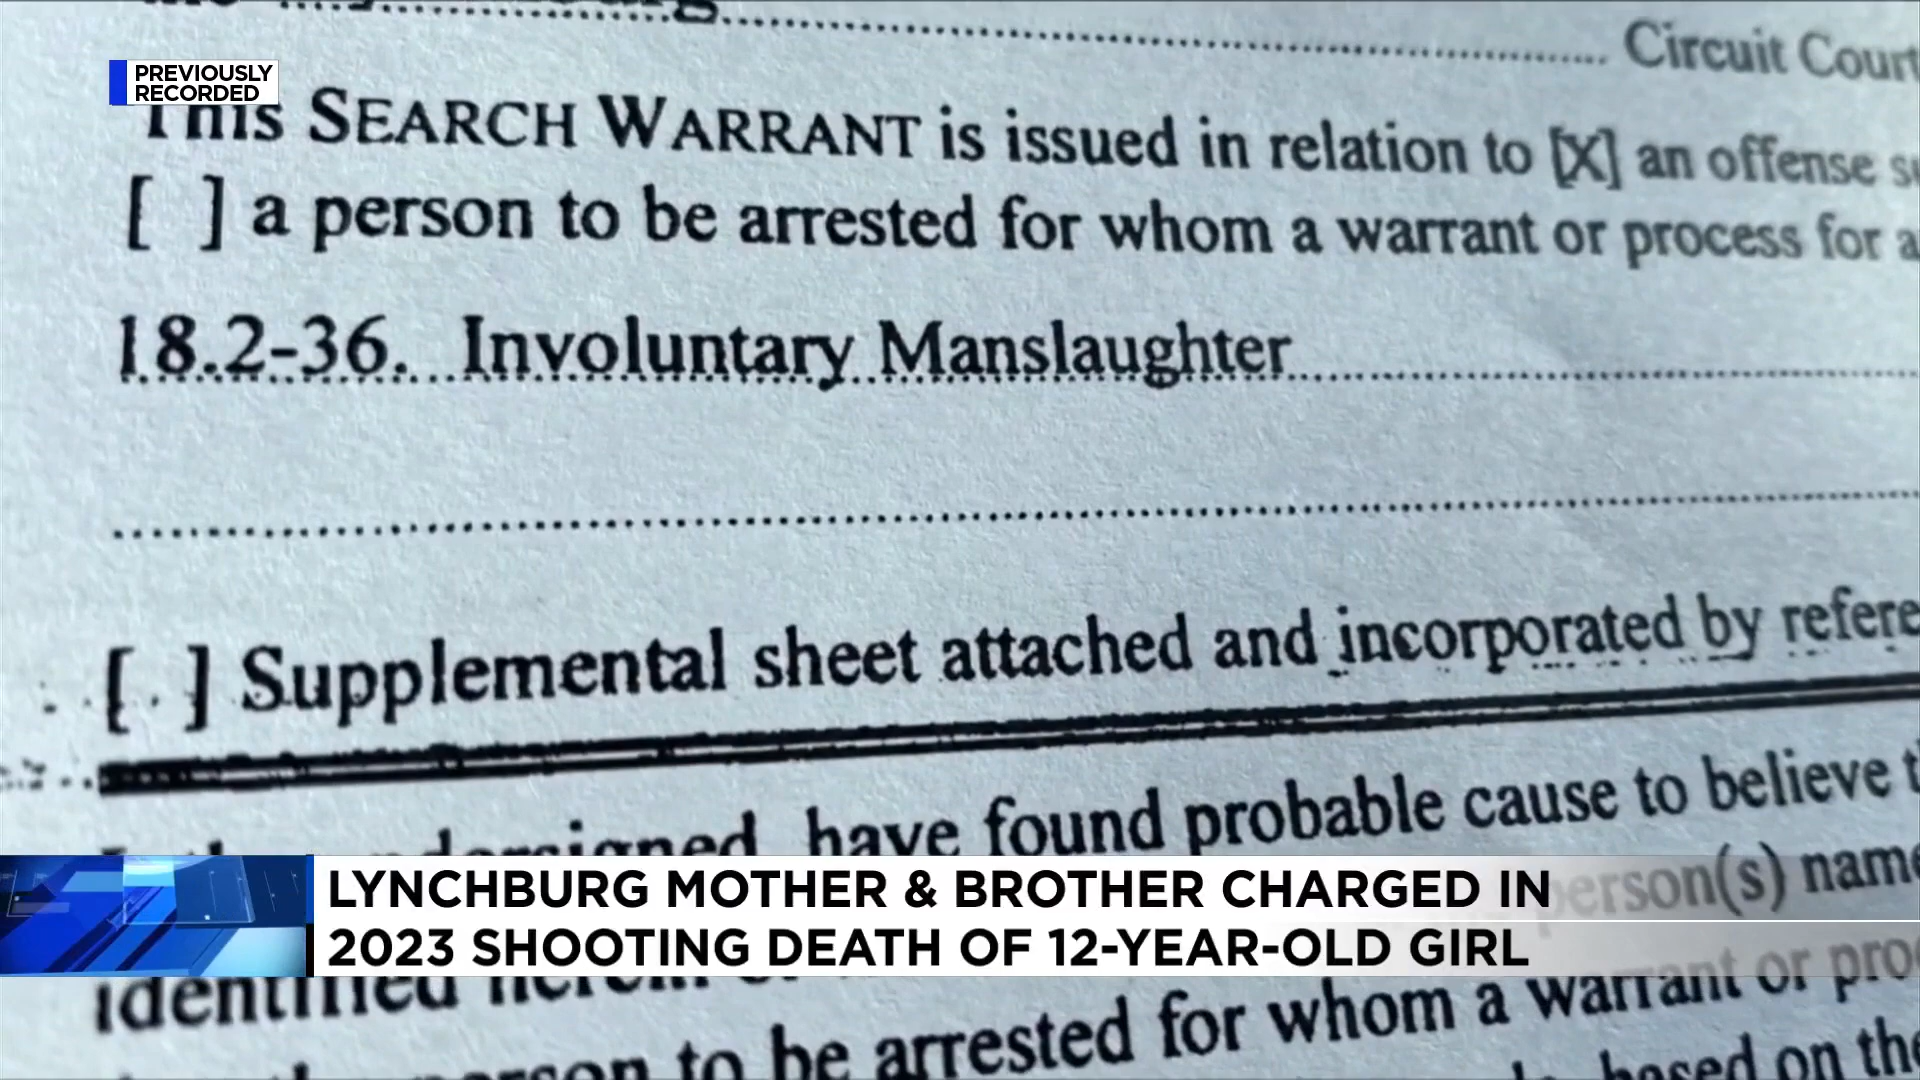 Circuit Court
PREVIOUSLY
RECORDED
This SEARCH WARRANT is issued in relation to [X] an offense
[ ] a person to be arrested for whom a warrant or process for a
18.2-36. Involuntary Manslaughter
[ ] Supplemental sheet attached and incorporated by refere
have found probable cause to believe t
LYNCHBURG MOTHER & BROTHER CHARGED IN
person(s) name
2023 SHOOTING DEATH OF 12-YEAR-OLD GIRL
identified herein
person to be arrested for whom a warrant or pro
based on the